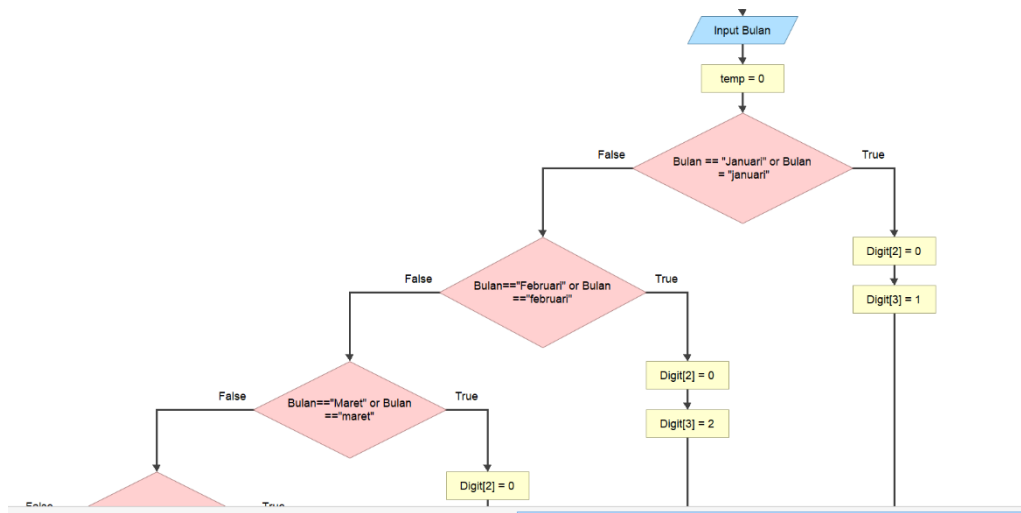 Input Bulan
temp = 0
False
True
Bulan == "Januari" or Bulan
= "januari"
Digit[2] = 0
Digit[3] = 1
False
True
Bulan=="Februari" or Bulan
=="februari"
Digit[2] = 0
Digit[3] = 2
False
True
Bulan=="Maret" or Bulan
=="maret"
Digit[2] = 0
False
True